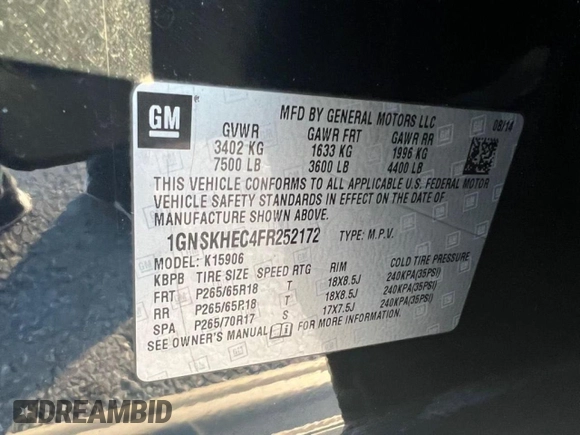 GM
MFD BY GENERAL MOTORS LLC
08/14
GVWR GAWR FRT GAWR RR
3402 KG 1633 KG 1996 KG
7500 LB 3600 LB 4400 LB
THIS VEHICLE CONFORMS TO ALL APPLICABLE U.S. FEDERAL MOTOR
VEHICLE SAFETY STANDARDS IN EFFECT ON THE DATE OF
MANUFACTURE SHOWN ABOVE.
1GNSKHEC4FR252172 TYPE: M.P.V.
MODEL: K15906
KBPB TIRE SIZE SPEED RTG RIM COLD TIRE PRESSURE
FRT P265/65R18 T 18X8.5J 240KPA(35PSI)
RR P265/65R18 T 18X8.5J 240KPA(35PSI)
SPA P265/70R17 S 17X7.5J 240KPA(35PSI)
SEE OWNER'S MANUAL FOR MORE INFORMATION.
DREAMBID